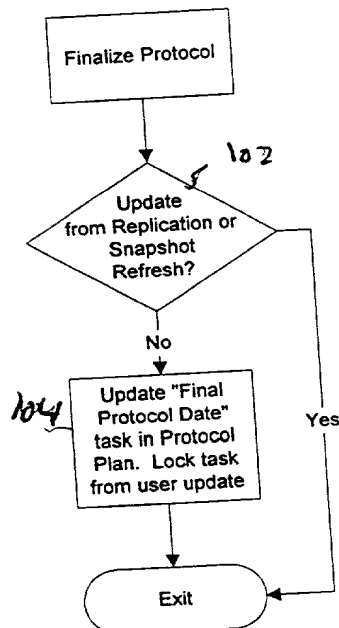 Finalize Protocol
102
Update
from Replication or
Snapshot
Refresh?
No
Yes
104
Update "Final
Protocol Date"
task in Protocol
Plan. Lock task
from user update
Exit